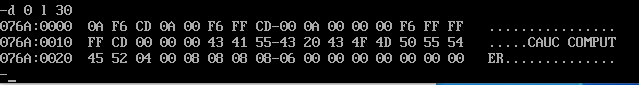 -d 0 l 30
076A:0000  0A F6 CD 0A 00 F6 FF CD-00 0A 00 00 00 F6 FF FF   ................
076A:0010  FF CD 00 00 00 43 41 55-43 20 43 4F 4D 50 55 54   .....CAUC COMPUT
076A:0020  45 52 04 00 08 08 08 08-06 00 00 00 00 00 00 00   ER..............
-_